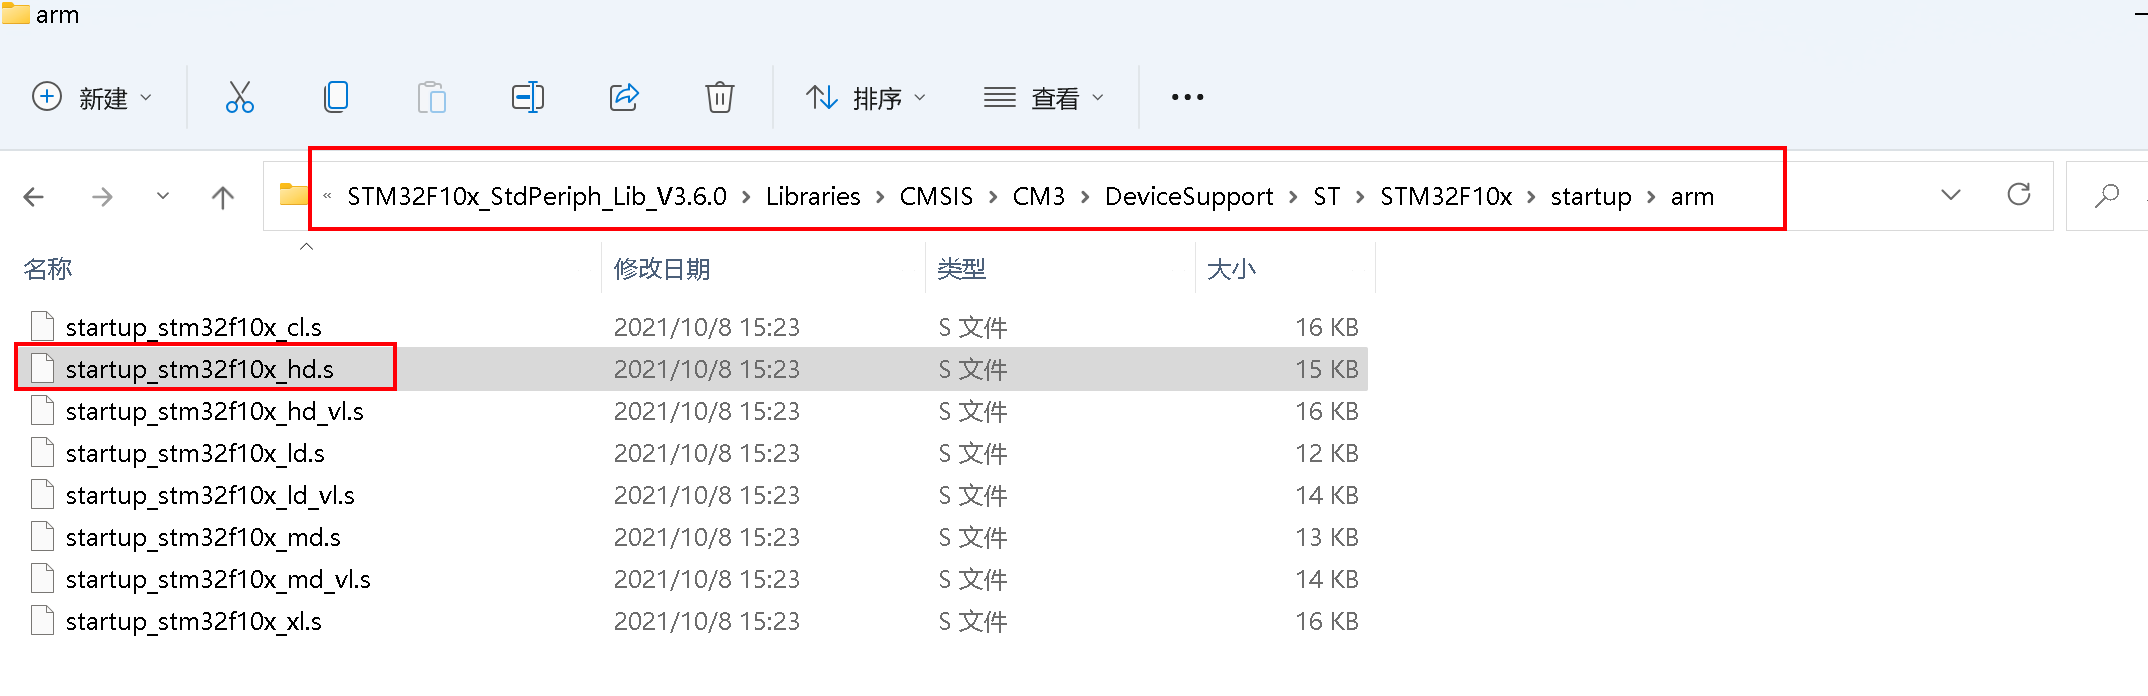 arm
新建 排序 查看
« STM32F10x_StdPeriph_Lib_V3.6.0 › Libraries › CMSIS › CM3 › DeviceSupport › ST › STM32F10x › startup › arm
名称 修改日期 类型 大小
startup_stm32f10x_cl.s 2021/10/8 15:23 S 文件 16 KB
startup_stm32f10x_hd.s 2021/10/8 15:23 S 文件 15 KB
startup_stm32f10x_hd_vl.s 2021/10/8 15:23 S 文件 16 KB
startup_stm32f10x_ld.s 2021/10/8 15:23 S 文件 12 KB
startup_stm32f10x_ld_vl.s 2021/10/8 15:23 S 文件 14 KB
startup_stm32f10x_md.s 2021/10/8 15:23 S 文件 13 KB
startup_stm32f10x_md_vl.s 2021/10/8 15:23 S 文件 14 KB
startup_stm32f10x_xl.s 2021/10/8 15:23 S 文件 16 KB